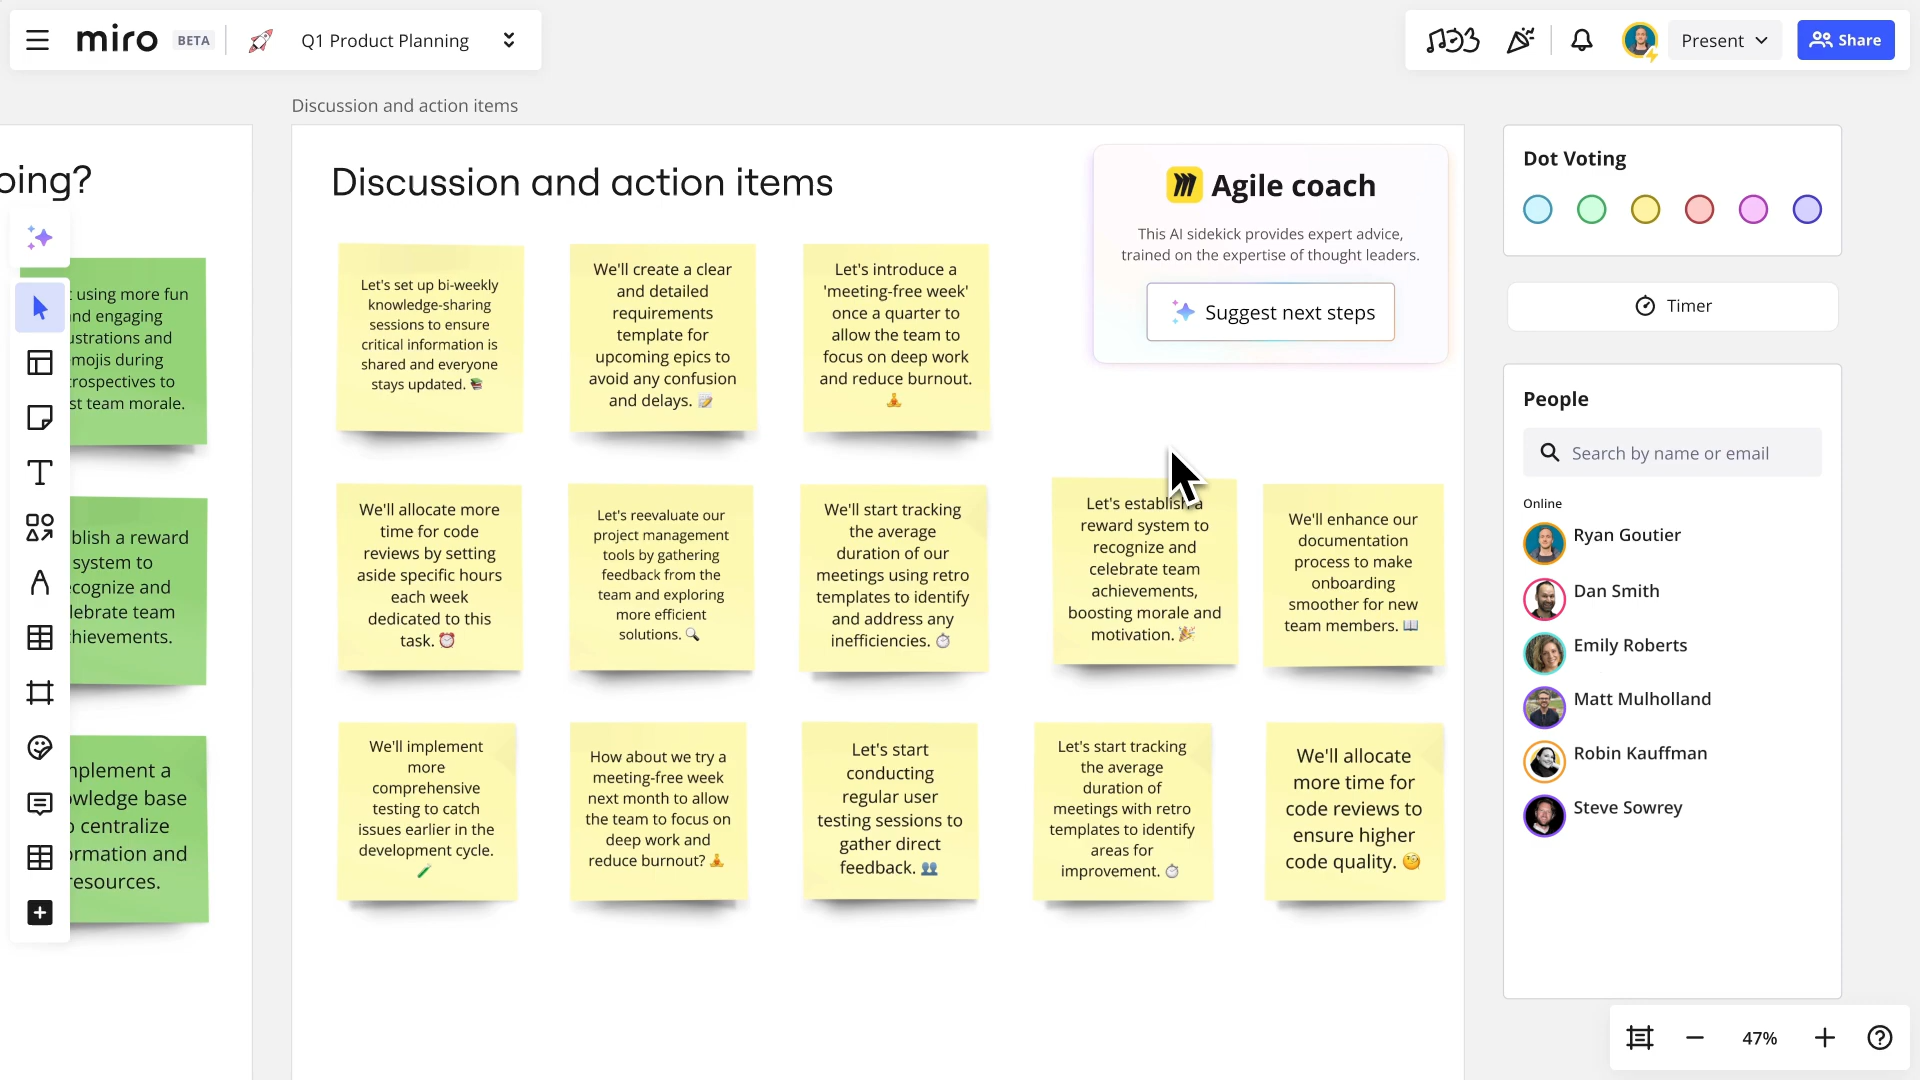 miro BETA
Q1 Product Planning
Present
Share
Discussion and action items
oing?
using more fun
nd engaging
ustrations and
mojis during
rospectives to
st team morale.
blish a reward
system to
cognize and
lebrate team
hievements.
mplement a
wledge base
o centralize
ormation and
resources.
Discussion and action items
Let's set up bi-weekly
knowledge-sharing
sessions to ensure
critical information is
shared and everyone
stays updated. 📚
We'll create a clear
and detailed
requirements
template for
upcoming epics to
avoid any confusion
and delays. 📝
Let's introduce a
'meeting-free week'
once a quarter to
allow the team to
focus on deep work
and reduce burnout.
🧘
Agile coach
This AI sidekick provides expert advice,
trained on the expertise of thought leaders.
Suggest next steps
We'll allocate more
time for code
reviews by setting
aside specific hours
each week
dedicated to this
task. ⏰
Let's reevaluate our
project management
tools by gathering
feedback from the
team and exploring
more efficient
solutions. 🔍
We'll start tracking
the average
duration of our
meetings using retro
templates to identify
and address any
inefficiencies. ⏱️
Let's establish a
reward system to
recognize and
celebrate team
achievements,
boosting morale and
motivation. 🎉
We'll enhance our
documentation
process to make
onboarding
smoother for new
team members. 📖
We'll implement
more
comprehensive
testing to catch
issues earlier in the
development cycle.
🧪
How about we try a
meeting-free week
next month to allow
the team to focus on
deep work and
reduce burnout? 🧘
Let's start
conducting
regular user
testing sessions to
gather direct
feedback. 👥
Let's start tracking
the average
duration of
meetings with retro
templates to identify
areas for
improvement. ⏱️
We'll allocate
more time for
code reviews to
ensure higher
code quality. 🧐
Dot Voting
Timer
People
Search by name or email
Online
Ryan Goutier
Dan Smith
Emily Roberts
Matt Mulholland
Robin Kauffman
Steve Sowrey
47%